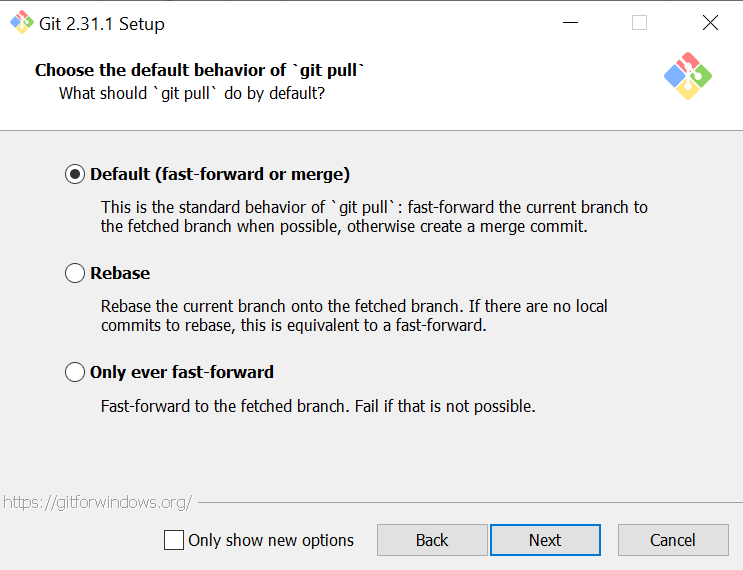 Git 2.31.1 Setup
Choose the default behavior of `git pull`
What should `git pull` do by default?
Default (fast-forward or merge)
This is the standard behavior of `git pull`: fast-forward the current branch to
the fetched branch when possible, otherwise create a merge commit.
Rebase
Rebase the current branch onto the fetched branch. If there are no local
commits to rebase, this is equivalent to a fast-forward.
Only ever fast-forward
Fast-forward to the fetched branch. Fail if that is not possible.
https://gitforwindows.org/
Only show new options
Back
Next
Cancel